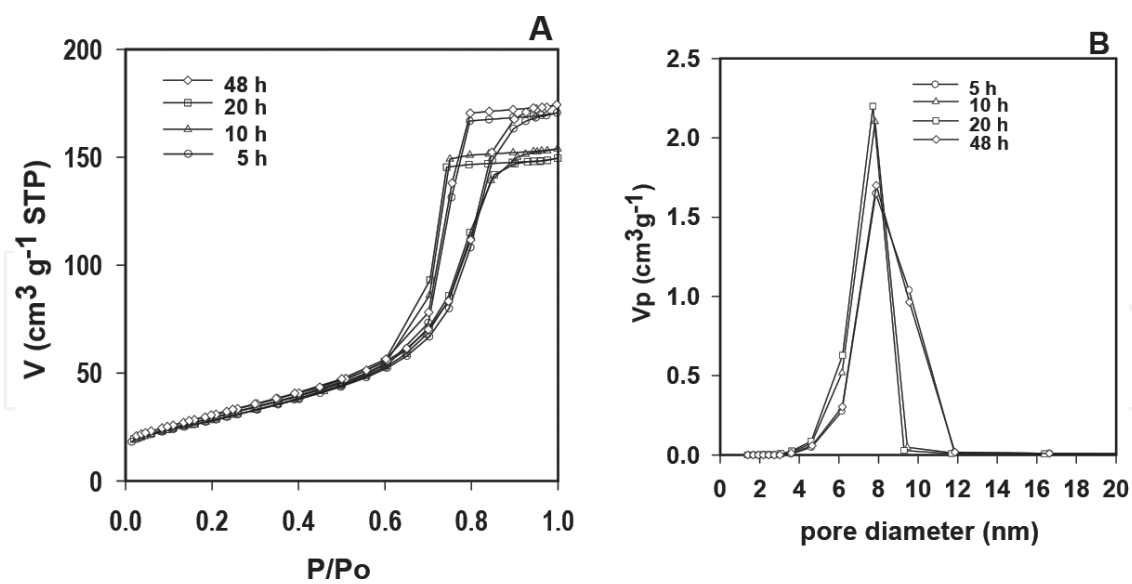 A
200
150
100
50
0
V (cm³ g⁻¹ STP)
48 h
20 h
10 h
5 h
0.0 0.2 0.4 0.6 0.8 1.0
P/Po
B
2.5
2.0
1.5
1.0
0.5
0.0
Vp (cm³g⁻¹)
5 h
10 h
20 h
48 h
0 2 4 6 8 10 12 14 16 18 20
pore diameter (nm)